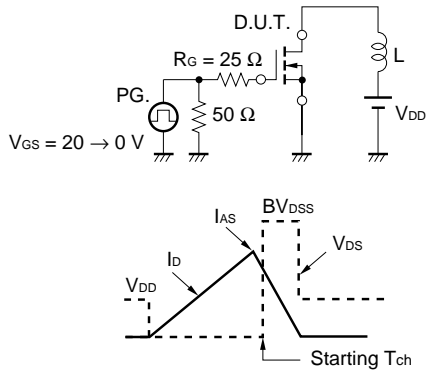 D.U.T.
RG = 25 Ω
L
PG.
50 Ω
VDD
VGS = 20 → 0 V
BVDSS
IAS
VDS
ID
VDD
Starting Tch